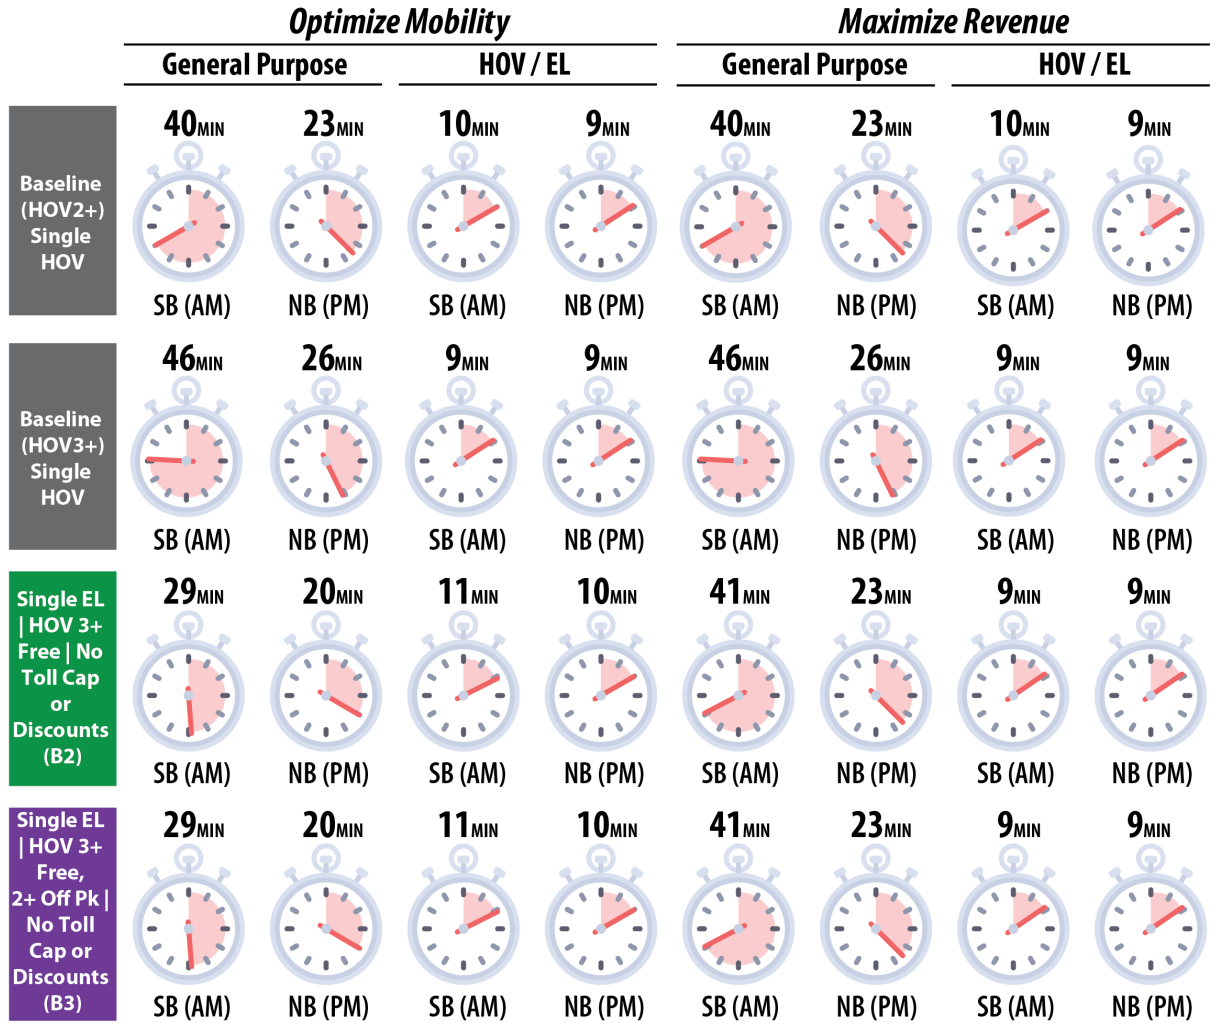 Optimize Mobility Maximize Revenue
General Purpose HOV / EL General Purpose HOV / EL
40MIN 23MIN 10MIN 9MIN 40MIN 23MIN 10MIN 9MIN
Baseline
(HOV2+)
Single
HOV
SB (AM) NB (PM) SB (AM) NB (PM) SB (AM) NB (PM) SB (AM) NB (PM)
46MIN 26MIN 9MIN 9MIN 46MIN 26MIN 9MIN 9MIN
Baseline
(HOV3+)
Single
HOV
SB (AM) NB (PM) SB (AM) NB (PM) SB (AM) NB (PM) SB (AM) NB (PM)
29MIN 20MIN 11MIN 10MIN 41MIN 23MIN 9MIN 9MIN
Single EL
| HOV 3+
Free | No
Toll Cap
or
Discounts
(B2)
SB (AM) NB (PM) SB (AM) NB (PM) SB (AM) NB (PM) SB (AM) NB (PM)
29MIN 20MIN 11MIN 10MIN 41MIN 23MIN 9MIN 9MIN
Single EL
| HOV 3+
Free,
2+ Off Pk |
No Toll
Cap or
Discounts
(B3)
SB (AM) NB (PM) SB (AM) NB (PM) SB (AM) NB (PM) SB (AM) NB (PM)